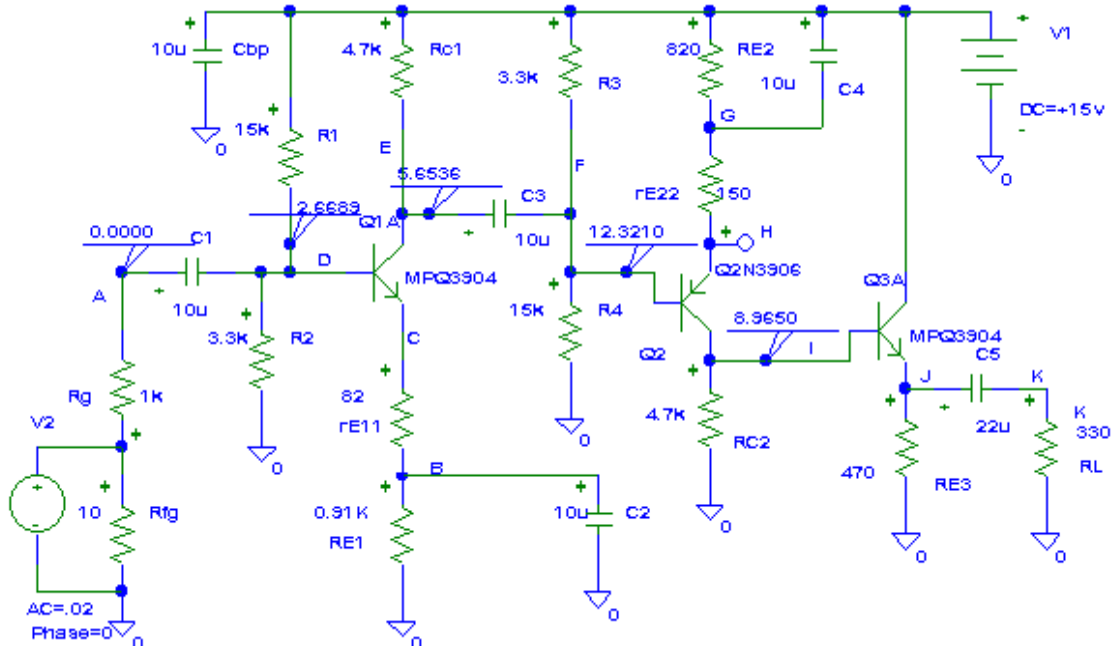 10u Cbp
4.7k Rc1
3.3k R3
820 RE2
10u C4
V1
DC=+15v
0
0
15k R1
E
F
G
5.6536
C3
10u
rE22 150
2.6689
Q1A
0.0000
C1
12.3210
H
Q2N3906
Q3A
A
D
MPQ3904
10u
3.3k R2
15k R4
8.9650
I
MPQ3904
C
Q2
C5
J
K
Rg 1k
82
rE11
4.7k
RC2
22u
K
330
RL
V2
0
B
470
RE3
10 Rfg
0.91K
RE1
10u C2
0
0
0
0
0
AC=.02
Phase=0
0
0